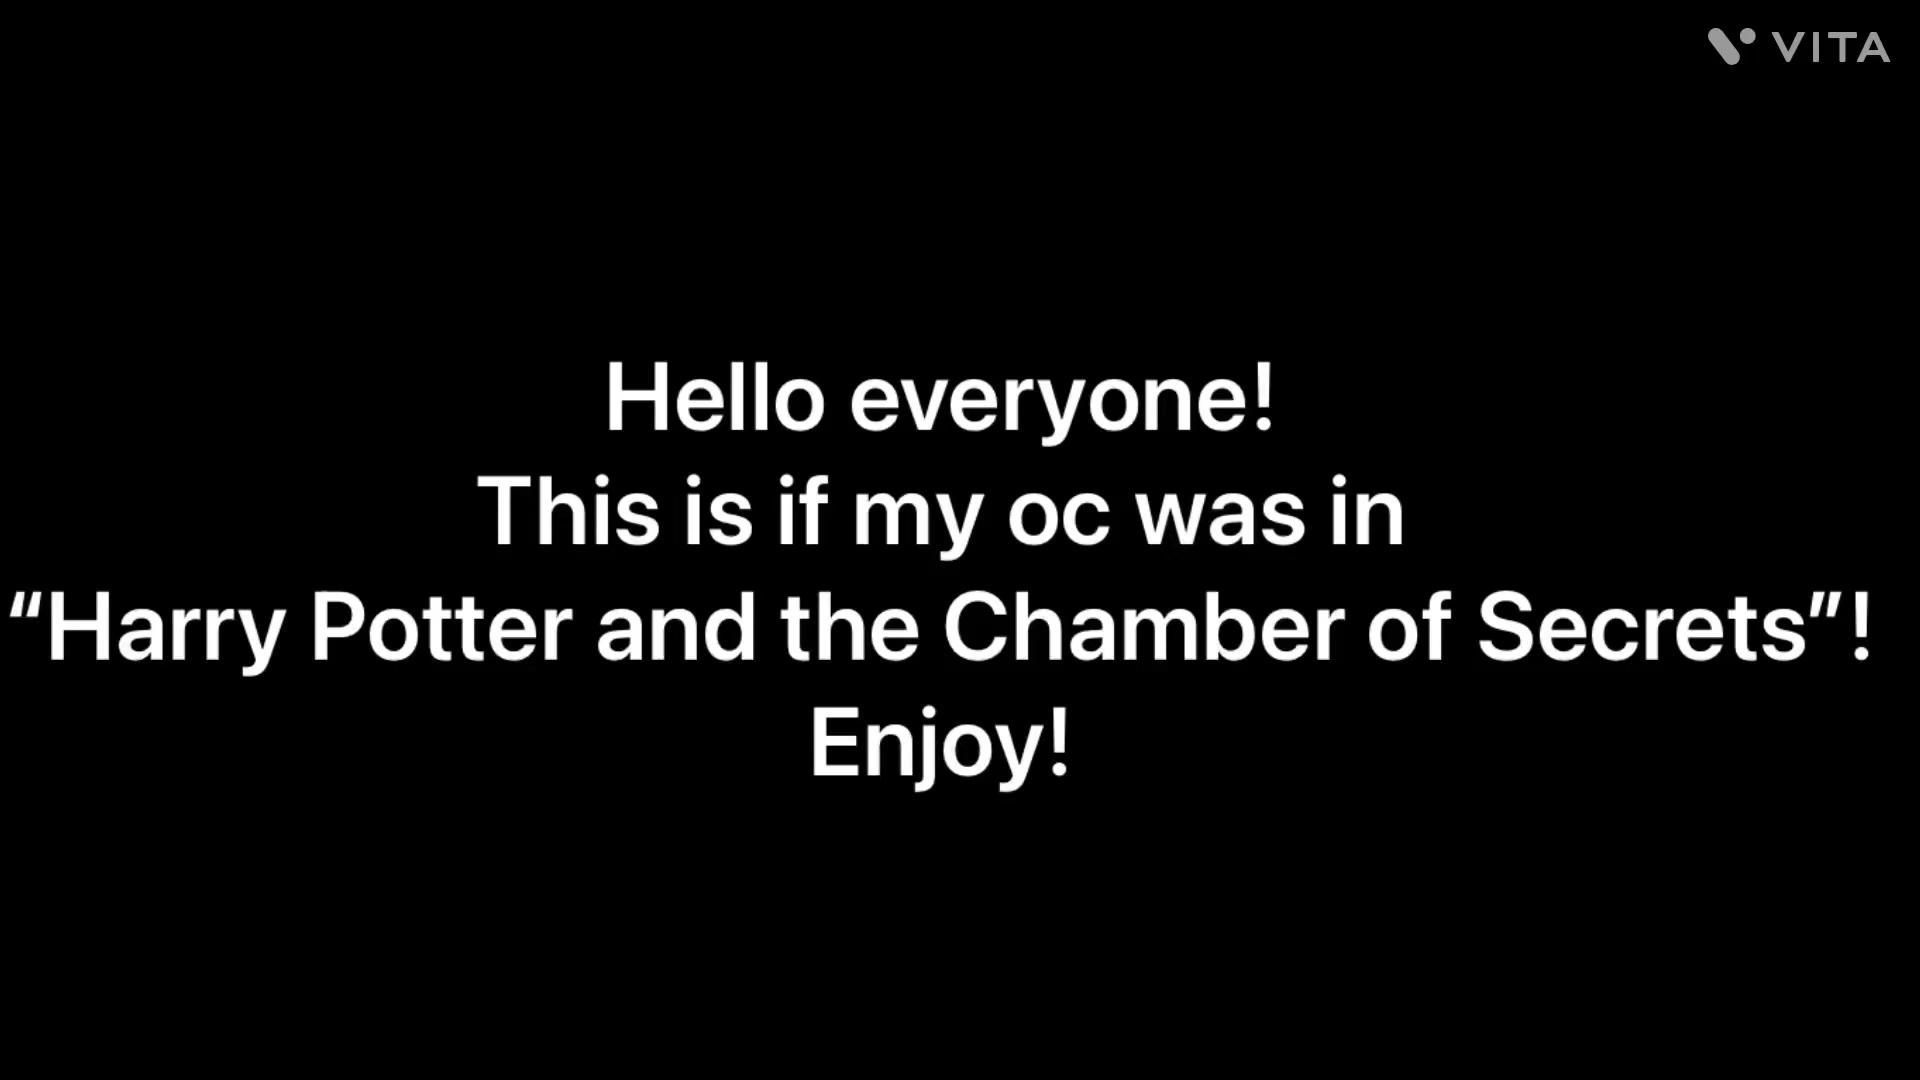 VITA
Hello everyone!
This is if my oc was in
“Harry Potter and the Chamber of Secrets”!
Enjoy!